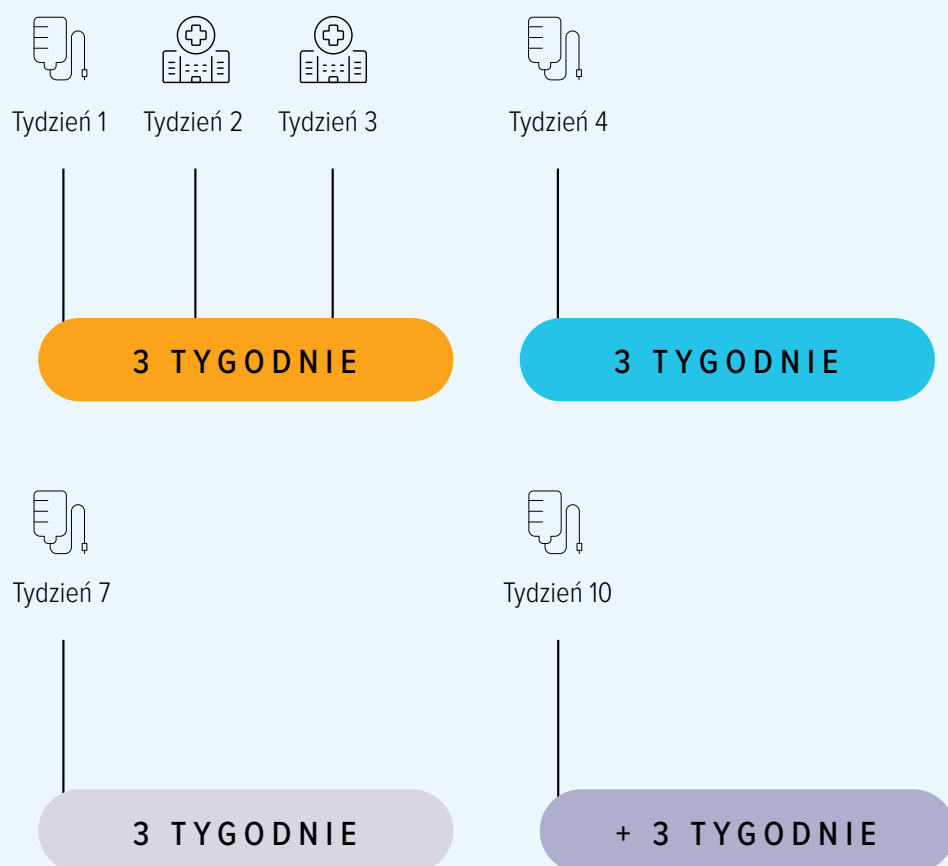 Tydzień 1
Tydzień 2
Tydzień 3
Tydzień 4
3 TYGODNIE
3 TYGODNIE
Tydzień 7
Tydzień 10
3 TYGODNIE
+ 3 TYGODNIE